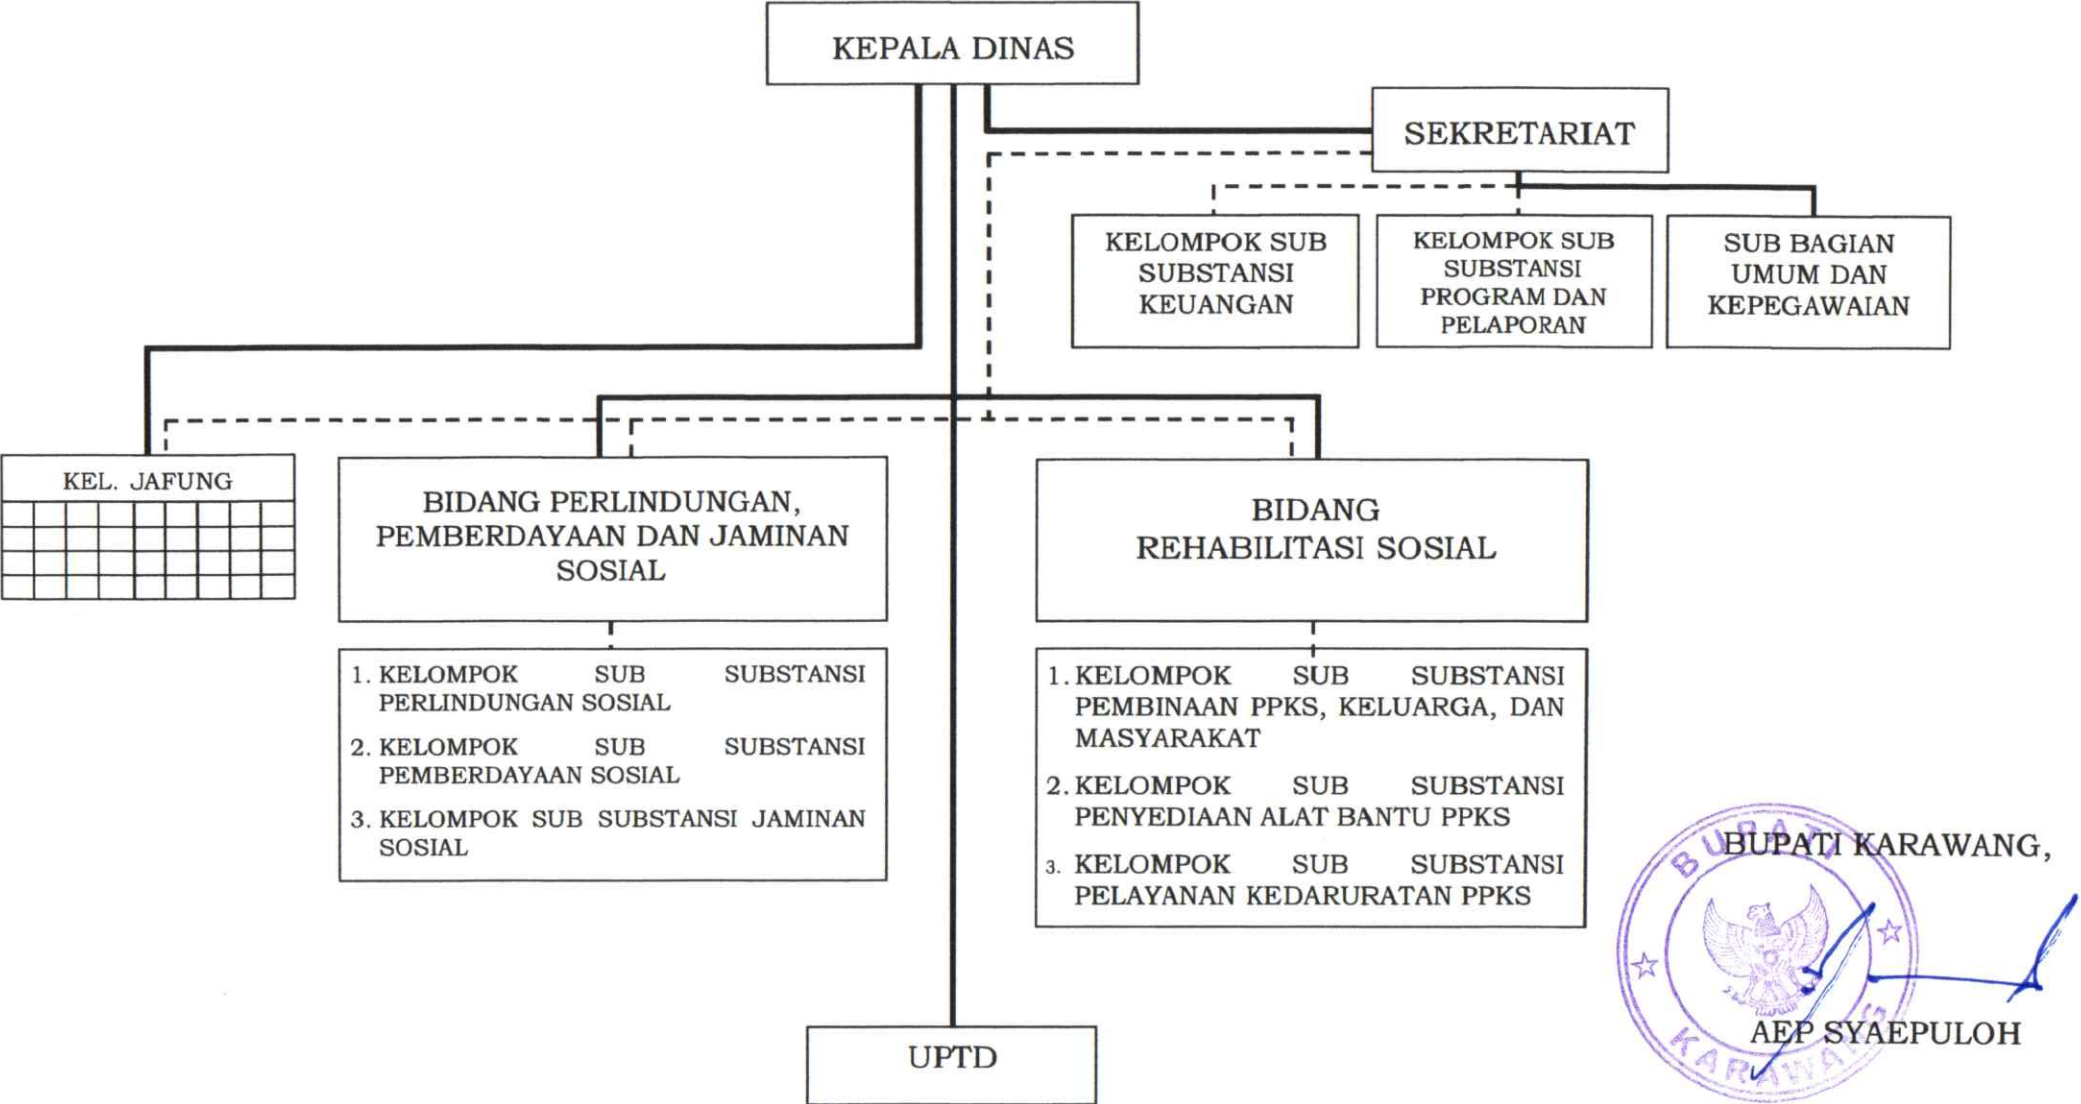 KEPALA DINAS
SEKRETARIAT
KELOMPOK SUB
SUBSTANSI
KEUANGAN
KELOMPOK SUB
SUBSTANSI
PROGRAM DAN
PELAPORAN
SUB BAGIAN
UMUM DAN
KEPEGAWAIAN
KEL. JAFUNG
BIDANG PERLINDUNGAN,
PEMBERDAYAAN DAN JAMINAN
SOSIAL
BIDANG
REHABILITASI SOSIAL
1. KELOMPOK SUB SUBSTANSI
PERLINDUNGAN SOSIAL
2. KELOMPOK SUB SUBSTANSI
PEMBERDAYAAN SOSIAL
3. KELOMPOK SUB SUBSTANSI JAMINAN
SOSIAL
1. KELOMPOK SUB SUBSTANSI
PEMBINAAN PPKS, KELUARGA, DAN
MASYARAKAT
2. KELOMPOK SUB SUBSTANSI
PENYEDIAAN ALAT BANTU PPKS
3. KELOMPOK SUB SUBSTANSI
PELAYANAN KEDARURATAN PPKS
UPTD
BUPATI KARAWANG,
BUPATI
KARAWANG
AEP SYAEPULOH